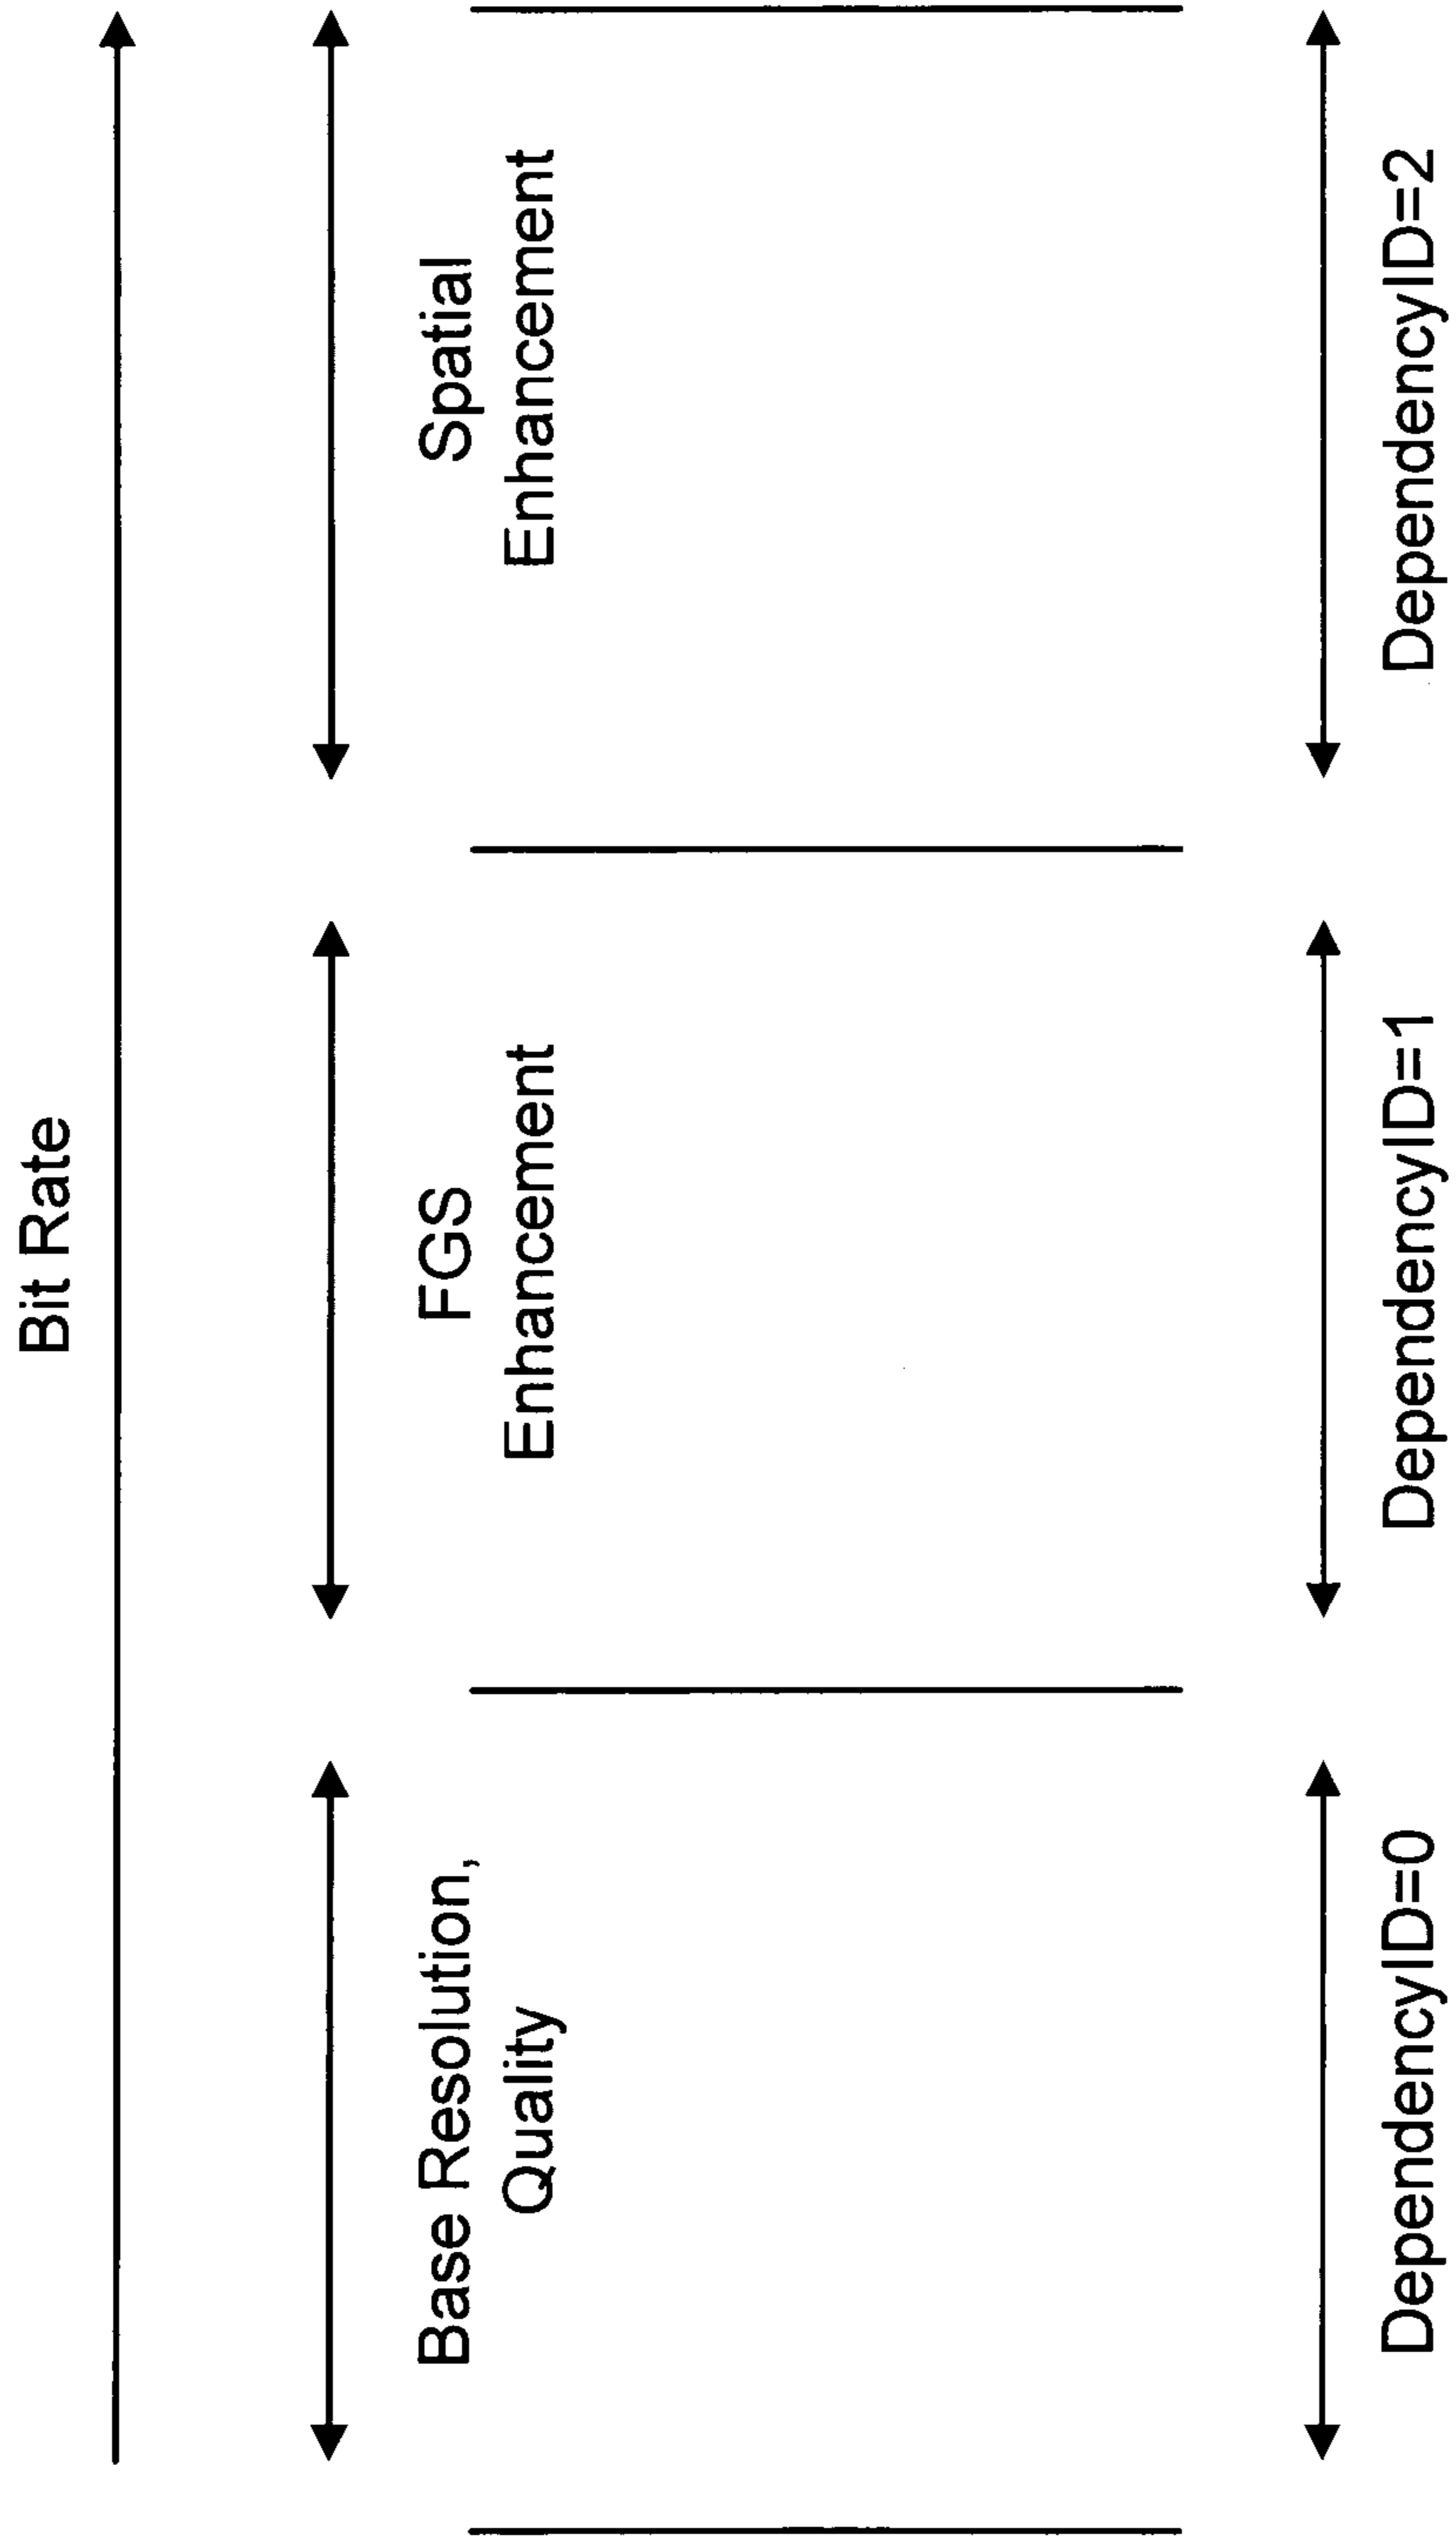 Bit Rate
Base Resolution,
Quality
FGS
Enhancement
Spatial
Enhancement
DependencyID=0
DependencyID=1
DependencyID=2